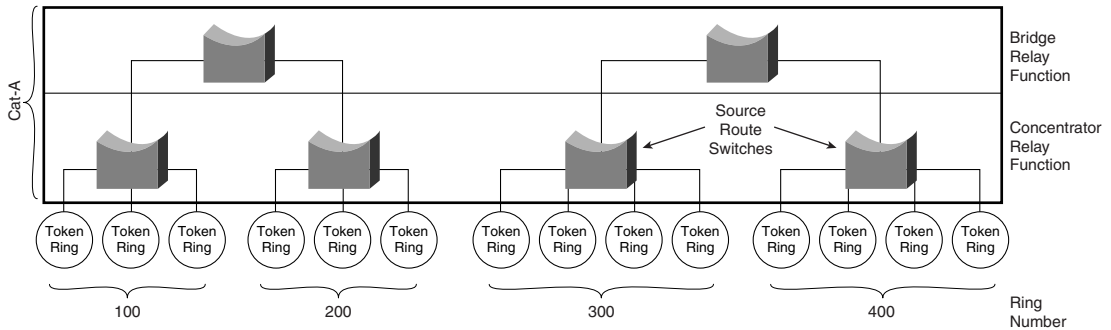 Cat-A
Bridge
Relay
Function
Source
Route
Switches
Concentrator
Relay
Function
Token
Ring
Token
Ring
Token
Ring
Token
Ring
Token
Ring
Token
Ring
Token
Ring
Token
Ring
Token
Ring
Token
Ring
Token
Ring
Token
Ring
Token
Ring
Token
Ring
100
200
300
400
Ring
Number